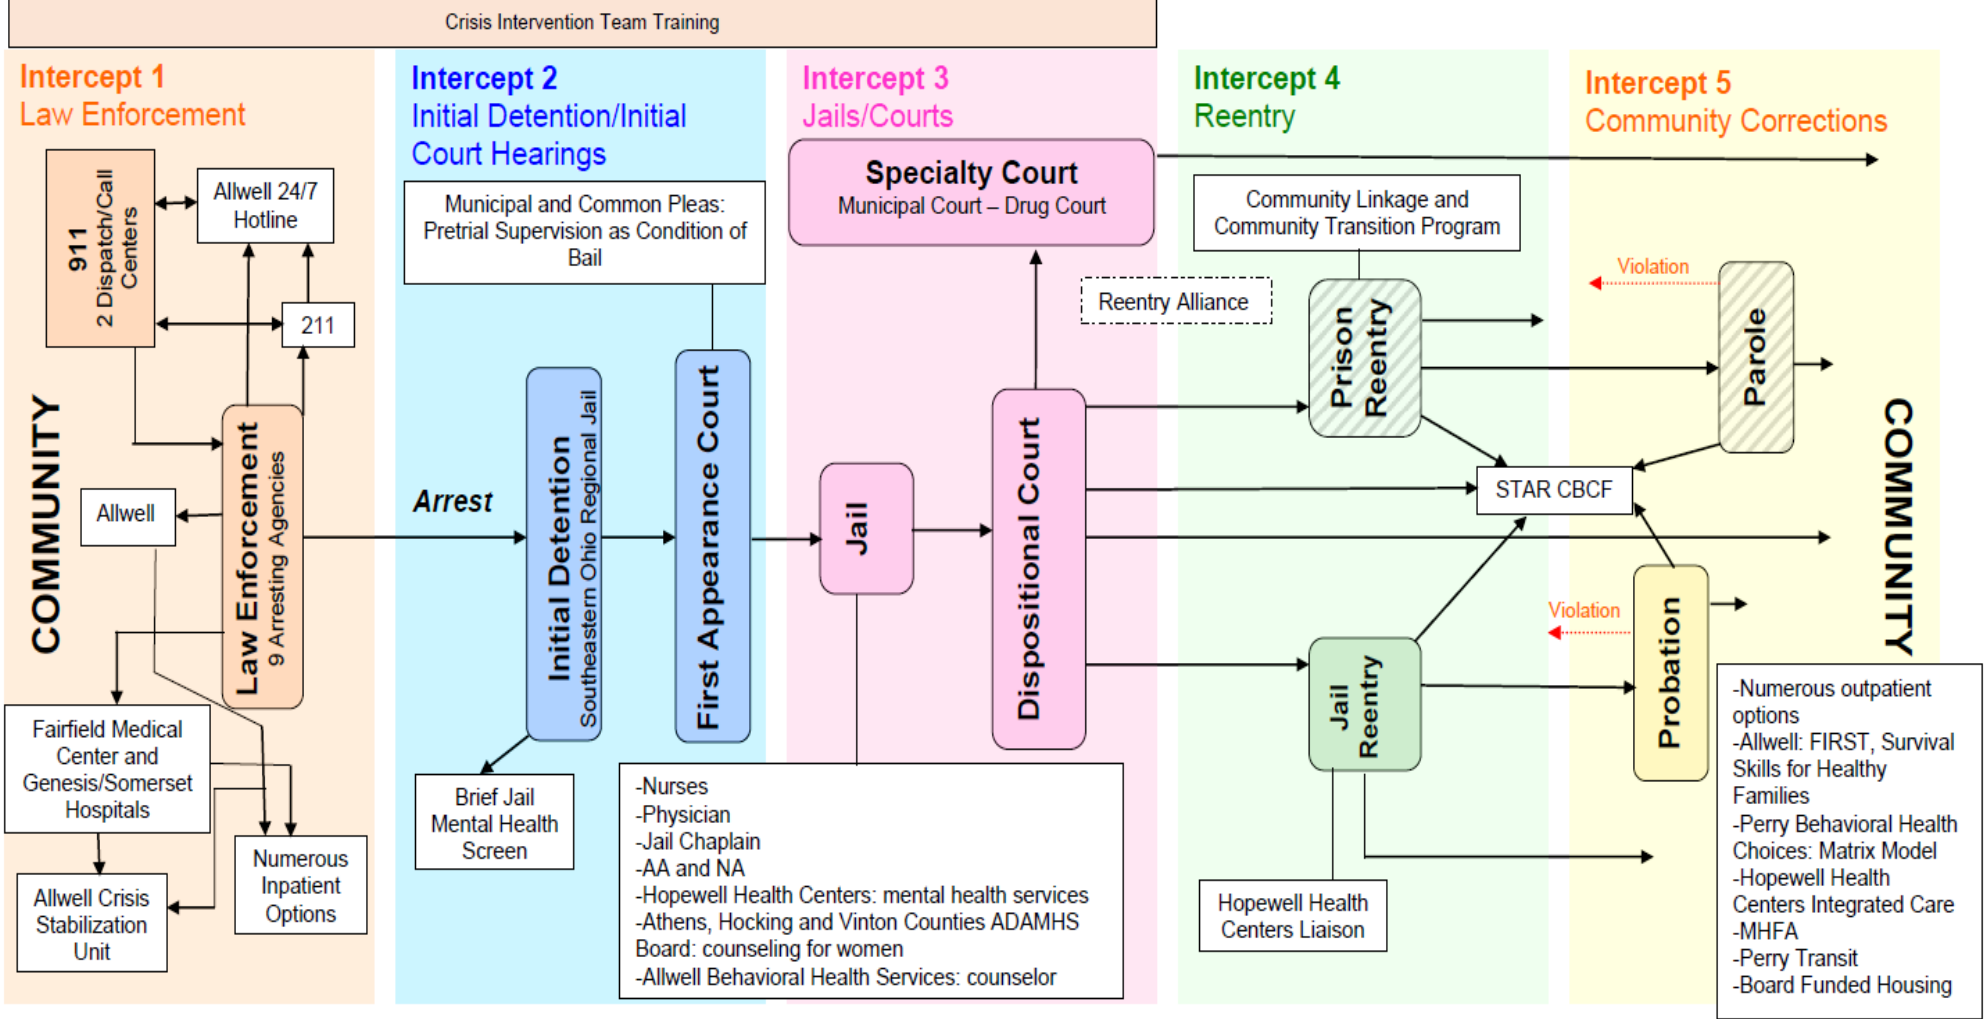 Crisis Intervention Team Training
Intercept 1
Law Enforcement
911
2 Dispatch/Call
Centers
Allwell 24/7
Hotline
211
COMMUNITY
Law Enforcement
9 Arresting Agencies
Allwell
Fairfield Medical
Center and
Genesis/Somerset
Hospitals
Allwell Crisis
Stabilization
Unit
Numerous
Inpatient
Options
Intercept 2
Initial Detention/Initial
Court Hearings
Municipal and Common Pleas:
Pretrial Supervision as Condition of
Bail
Arrest
Initial Detention
Southeastern Ohio Regional Jail
First Appearance Court
Brief Jail
Mental Health
Screen
Intercept 3
Jails/Courts
Specialty Court
Municipal Court – Drug Court
Reentry Alliance
Jail
Dispositional Court
-Nurses
-Physician
-Jail Chaplain
-AA and NA
-Hopewell Health Centers: mental health services
-Athens, Hocking and Vinton Counties ADAMHS
Board: counseling for women
-Allwell Behavioral Health Services: counselor
Intercept 4
Reentry
Community Linkage and
Community Transition Program
Prison
Reentry
STAR CBCF
Jail
Reentry
Hopewell Health
Centers Liaison
Intercept 5
Community Corrections
Violation
Parole
Violation
Probation
COMMUNITY
-Numerous outpatient
options
-Allwell: FIRST, Survival
Skills for Healthy
Families
-Perry Behavioral Health
Choices: Matrix Model
-Hopewell Health
Centers Integrated Care
-MHFA
-Perry Transit
-Board Funded Housing